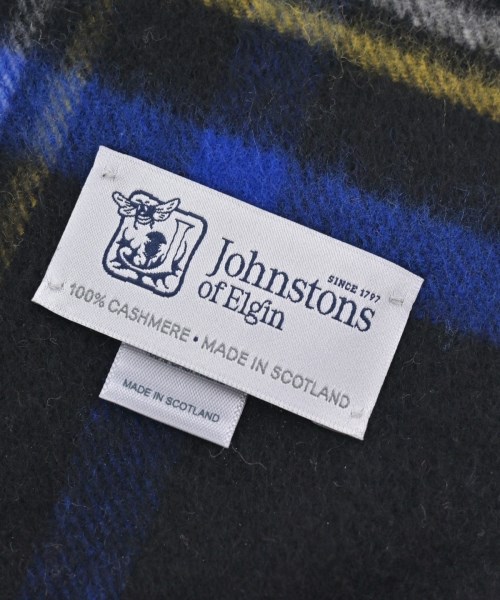 SINCE 1797
Johnstons
of Elgin
100% CASHMERE • MADE IN SCOTLAND
MADE IN SCOTLAND